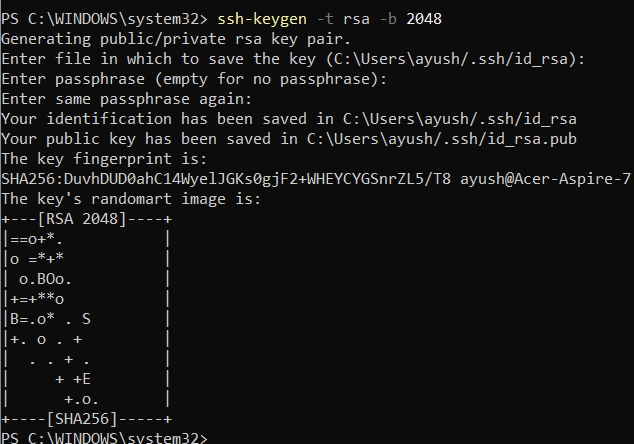 PS C:\WINDOWS\system32> ssh-keygen -t rsa -b 2048
Generating public/private rsa key pair.
Enter file in which to save the key (C:\Users\ayush/.ssh/id_rsa):
Enter passphrase (empty for no passphrase):
Enter same passphrase again:
Your identification has been saved in C:\Users\ayush/.ssh/id_rsa
Your public key has been saved in C:\Users\ayush/.ssh/id_rsa.pub
The key fingerprint is:
SHA256:DuvhDUD0ahC14WyelJGKs0gjF2+WHEYCYGSnrZL5/T8 ayush@Acer-Aspire-7
The key's randomart image is:
+---[RSA 2048]----+
|==o+*.           |
|o =*+*           |
| o.BOo.          |
|+=+**o           |
|B=.o* . S        |
|+. o . +         |
|  . . + .        |
|     + +E        |
|      +.o.       |
+----[SHA256]-----+
PS C:\WINDOWS\system32>